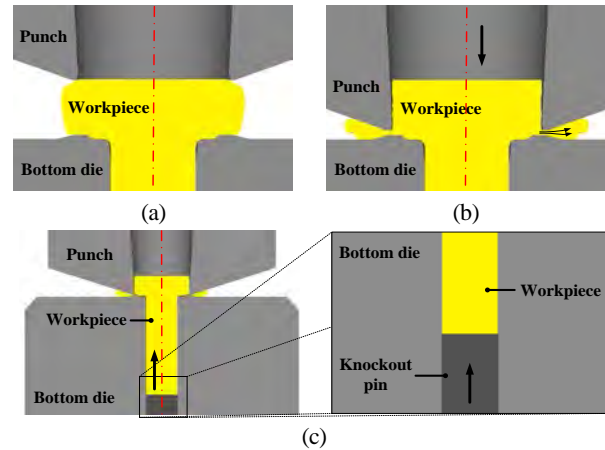 Punch
Workpiece
Bottom die
(a)
Punch
Workpiece
Bottom die
(b)
Punch
Workpiece
Bottom die
Bottom die
Workpiece
Knockout
pin
(c)